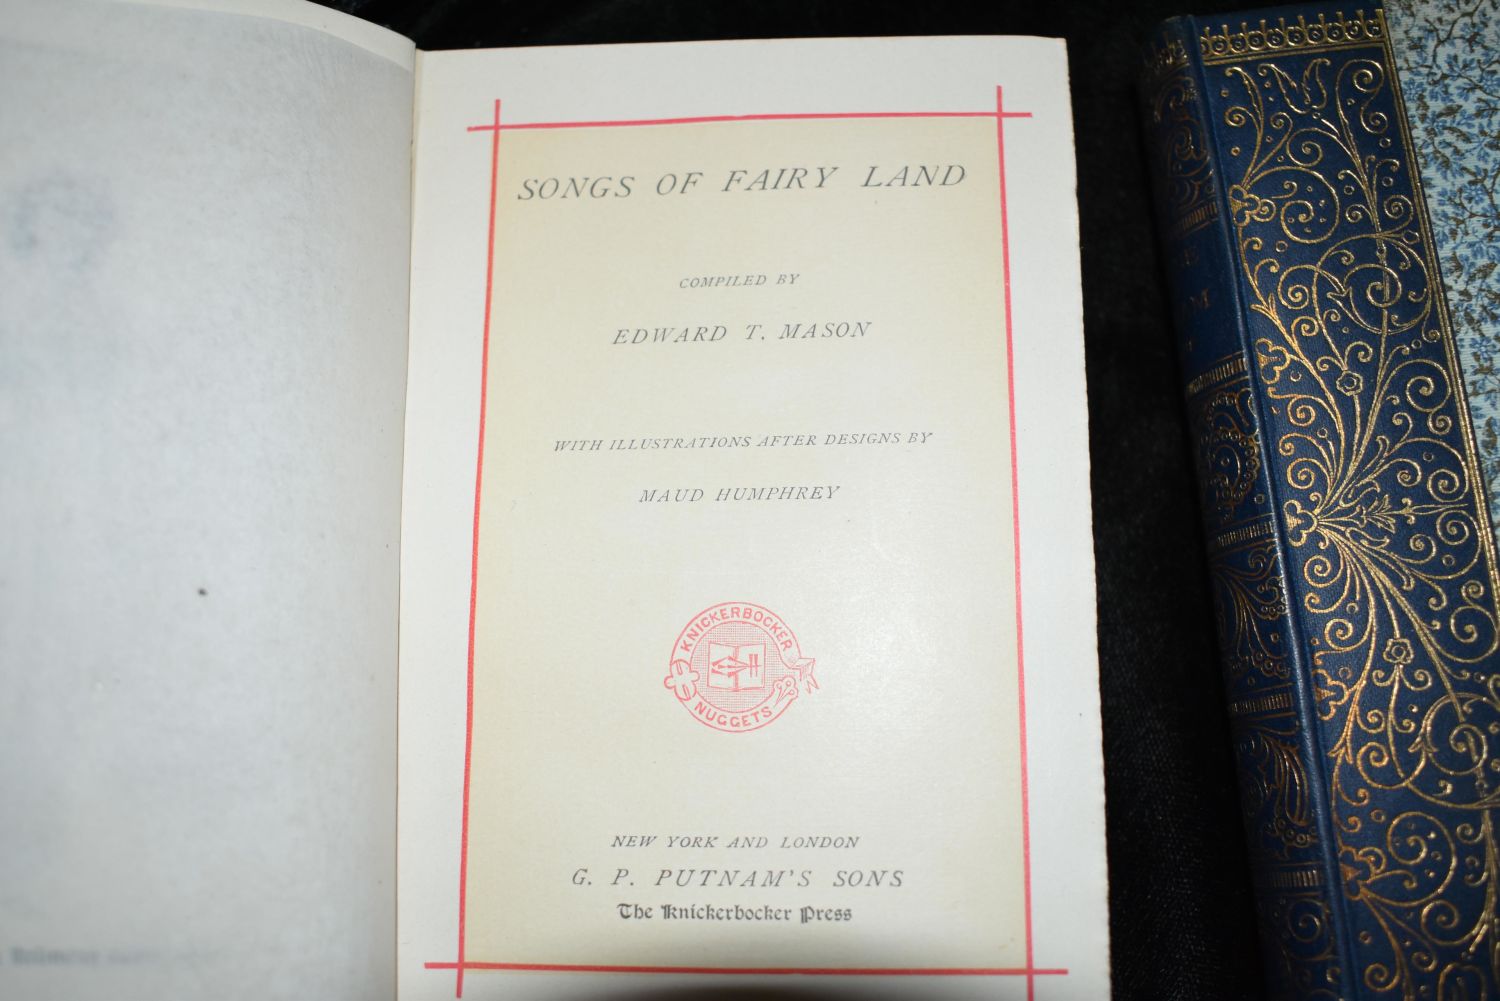 SONGS OF FAIRY LAND
COMPILED BY
EDWARD T. MASON
WITH ILLUSTRATIONS AFTER DESIGNS BY
MAUD HUMPHREY
KNICKERBOCKER
NUGGETS
NEW YORK AND LONDON
G. P. PUTNAM'S SONS
The Knickerbocker Press